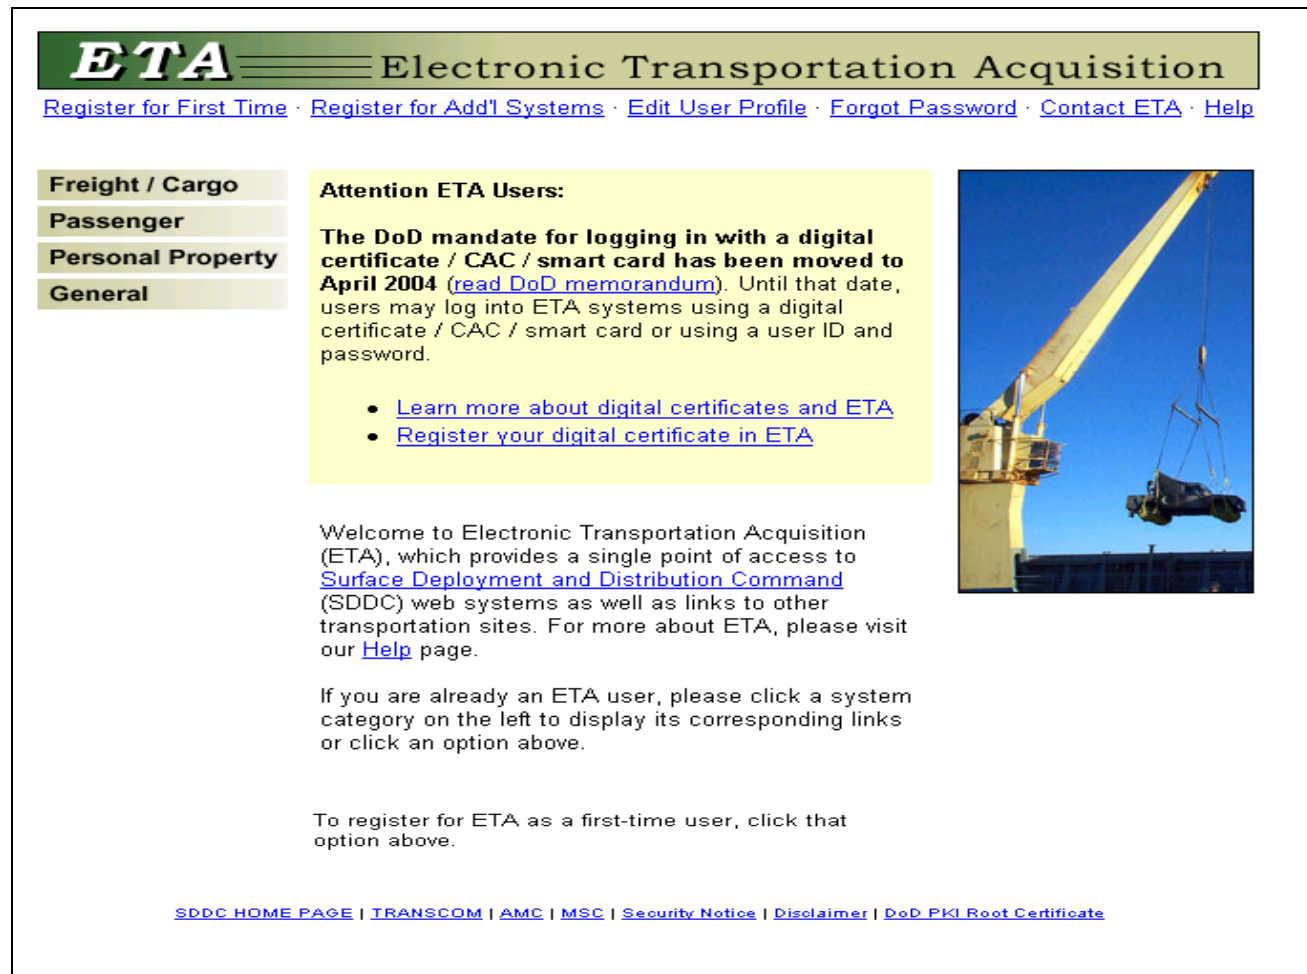 ETA Electronic Transportation Acquisition
Register for First Time · Register for Add'l Systems · Edit User Profile · Forgot Password · Contact ETA · Help
Freight / Cargo
Passenger
Personal Property
General
Attention ETA Users:
The DoD mandate for logging in with a digital
certificate / CAC / smart card has been moved to
April 2004 (read DoD memorandum). Until that date,
users may log into ETA systems using a digital
certificate / CAC / smart card or using a user ID and
password.
• Learn more about digital certificates and ETA
• Register your digital certificate in ETA
Welcome to Electronic Transportation Acquisition
(ETA), which provides a single point of access to
Surface Deployment and Distribution Command
(SDDC) web systems as well as links to other
transportation sites. For more about ETA, please visit
our Help page.
If you are already an ETA user, please click a system
category on the left to display its corresponding links
or click an option above.
To register for ETA as a first-time user, click that
option above.
SDDC HOME PAGE | TRANSCOM | AMC | MSC | Security Notice | Disclaimer | DoD PKI Root Certificate